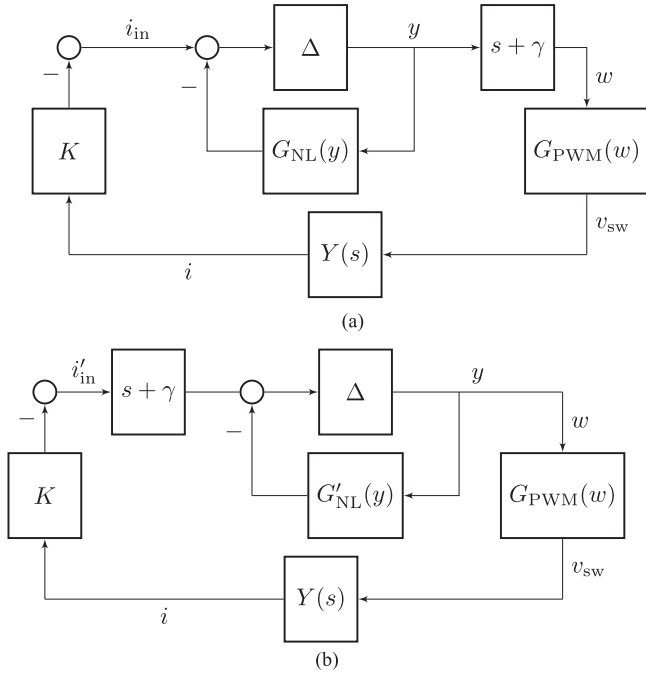 i_in
y
−
Δ
s + γ
w
−
K
G_NL(y)
G_PWM(w)
v_sw
Y(s)
i
(a)
i′_in
y
s + γ
Δ
w
−
−
K
G′_NL(y)
G_PWM(w)
v_sw
Y(s)
i
(b)